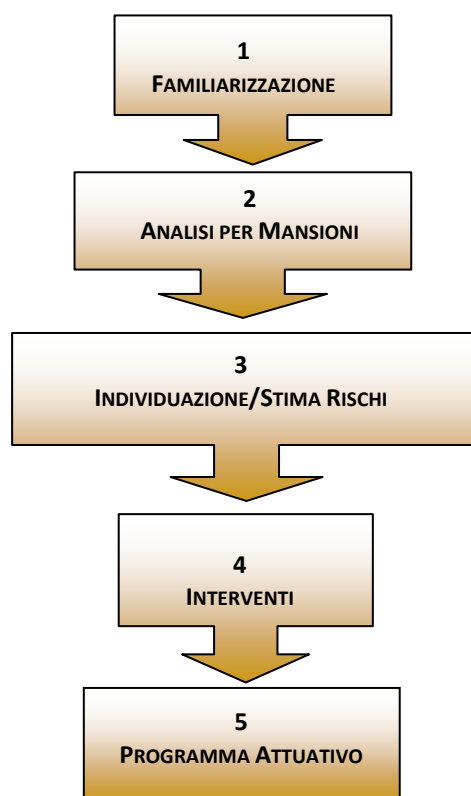 1
FAMILIARIZZAZIONE
2
ANALISI PER MANSIONI
3
INDIVIDUAZIONE/STIMA RISCHI
4
INTERVENTI
5
PROGRAMMA ATTUATIVO